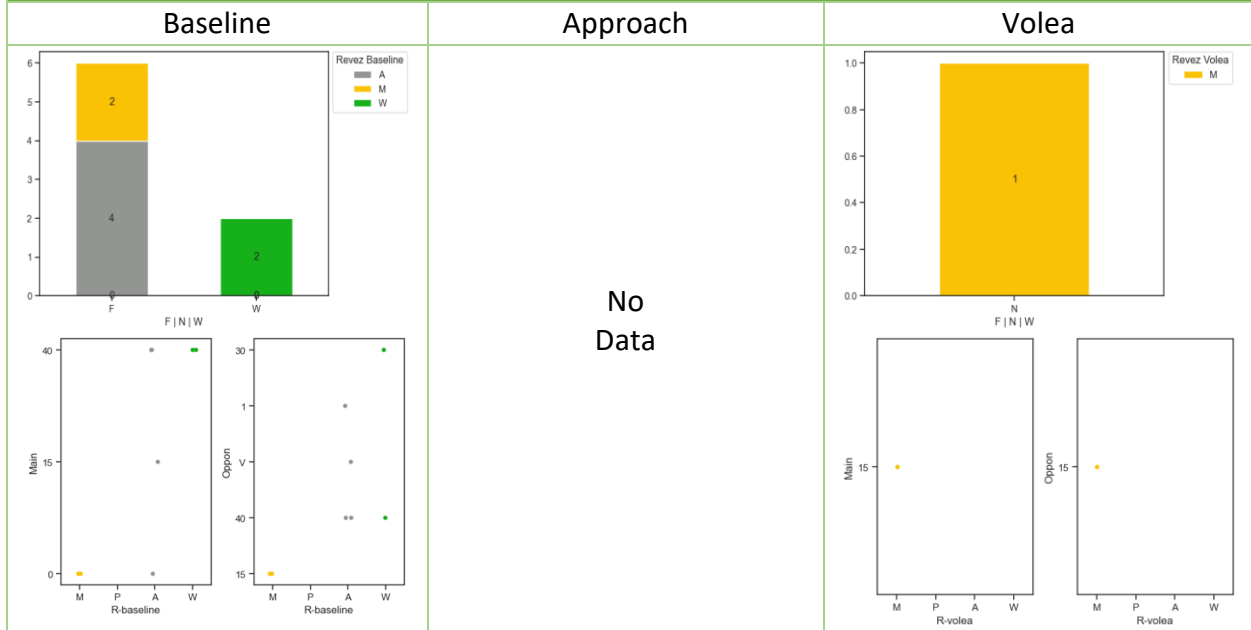 Baseline
Approach
Volea
Revez Baseline
A
M
W
6
5
4
3
2
1
0
2
4
0
2
0
F
W
F | N | W
Main
40
15
0
M P A W
R-baseline
Oppon
30
1
V
40
15
M P A W
R-baseline
No
Data
Revez Volea
M
1.0
0.8
0.6
0.4
0.2
0.0
1
N
F | N | W
Main
15
M P A W
R-volea
Oppon
15
M P A W
R-volea